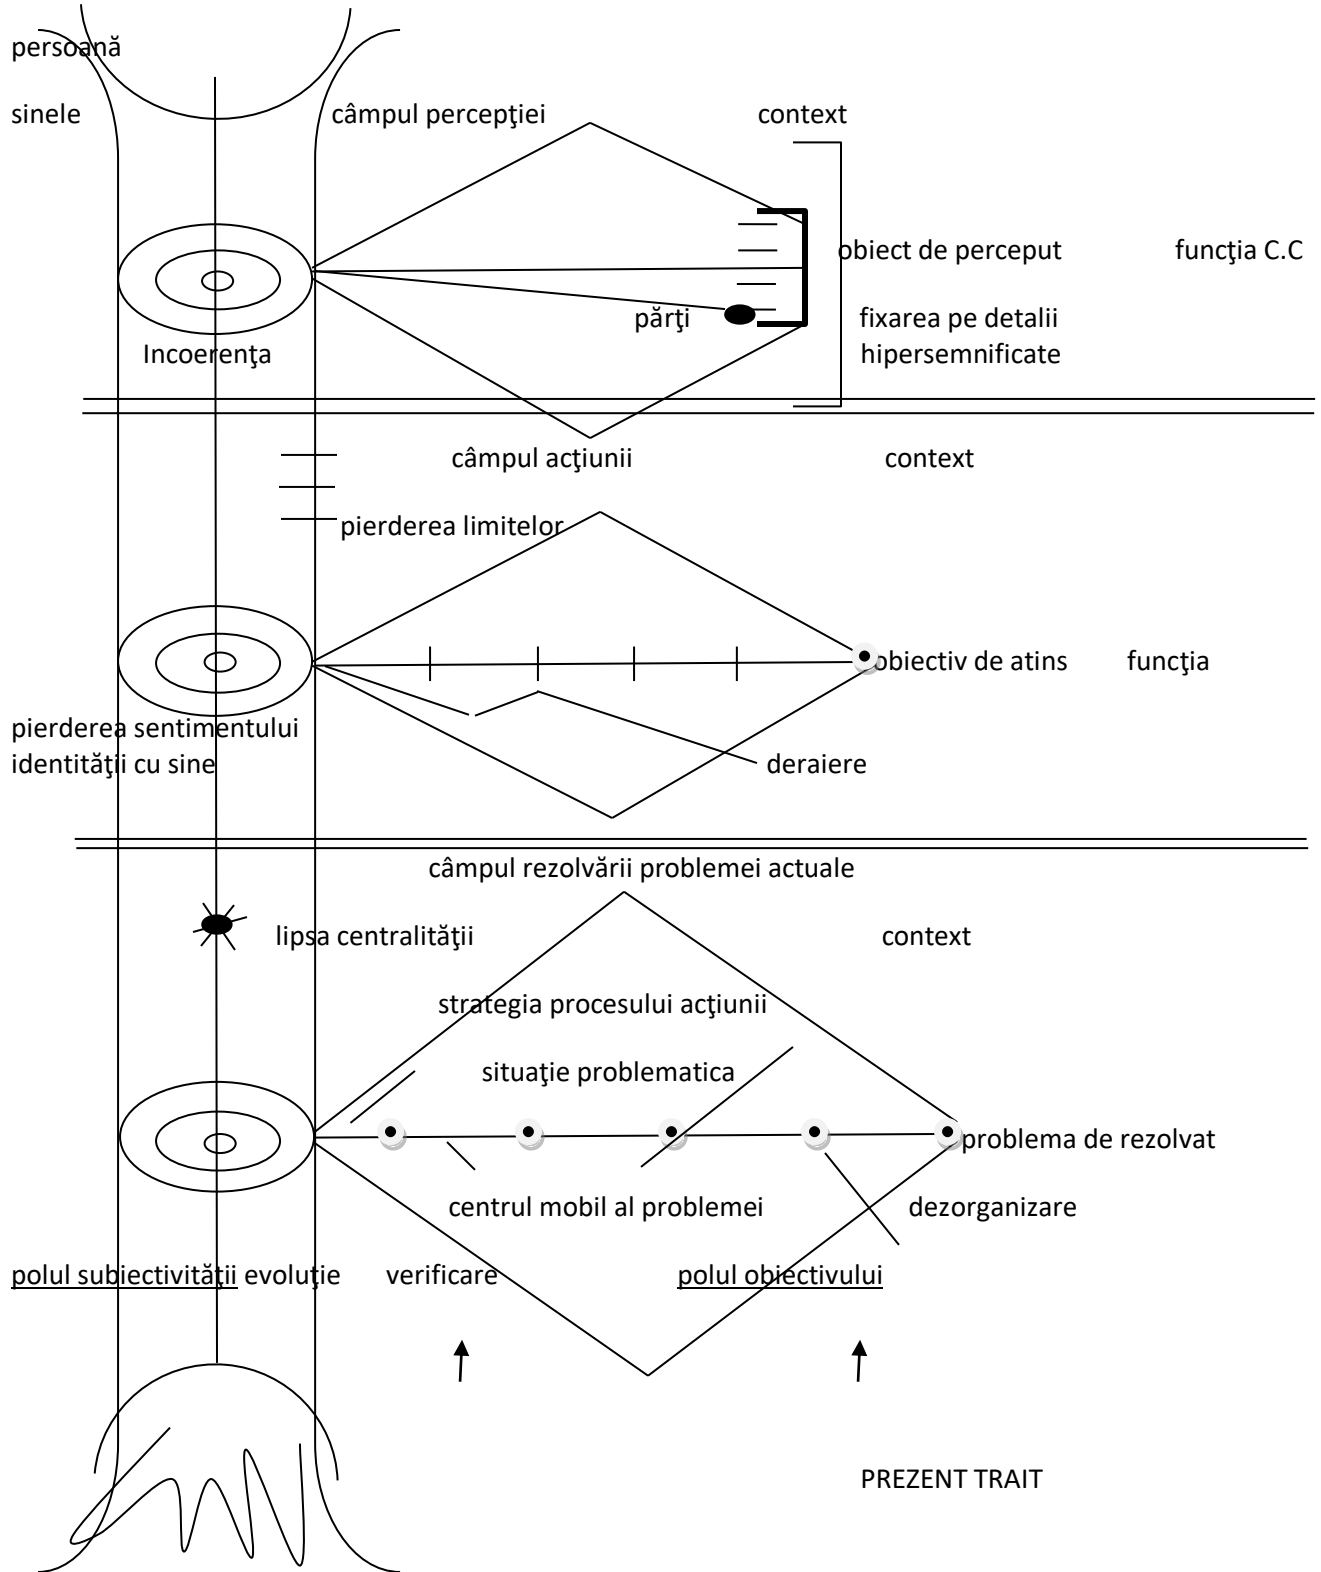 persoană
sinele câmpul percepţiei context
obiect de perceput funcţia C.C
părţi fixarea pe detalii
Incoerenţa hipersemnificate
câmpul acţiunii context
pierderea limitelor
obiectiv de atins funcţia
pierderea sentimentului
identităţii cu sine deraiere
câmpul rezolvării problemei actuale
lipsa centralităţii context
strategia procesului acţiunii
situaţie problematica
problema de rezolvat
centrul mobil al problemei dezorganizare
polul subiectivităţii evoluţie verificare polul obiectivului
PREZENT TRAIT